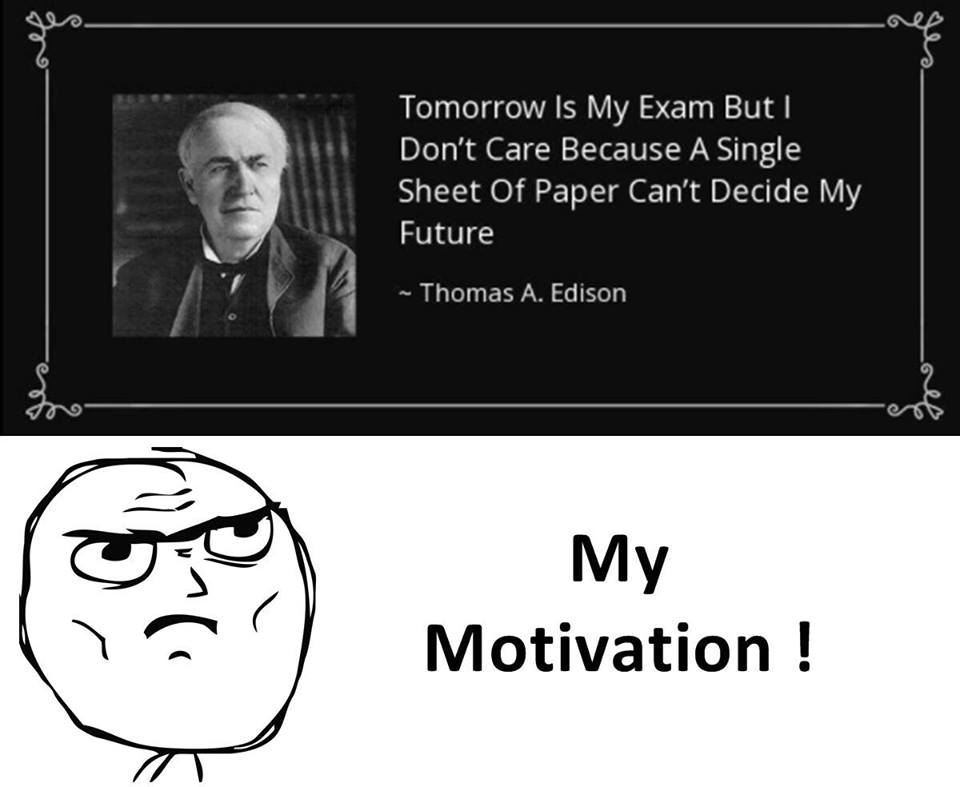 Tomorrow Is My Exam But I
Don’t Care Because A Single
Sheet Of Paper Can’t Decide My
Future
~ Thomas A. Edison
My
Motivation !